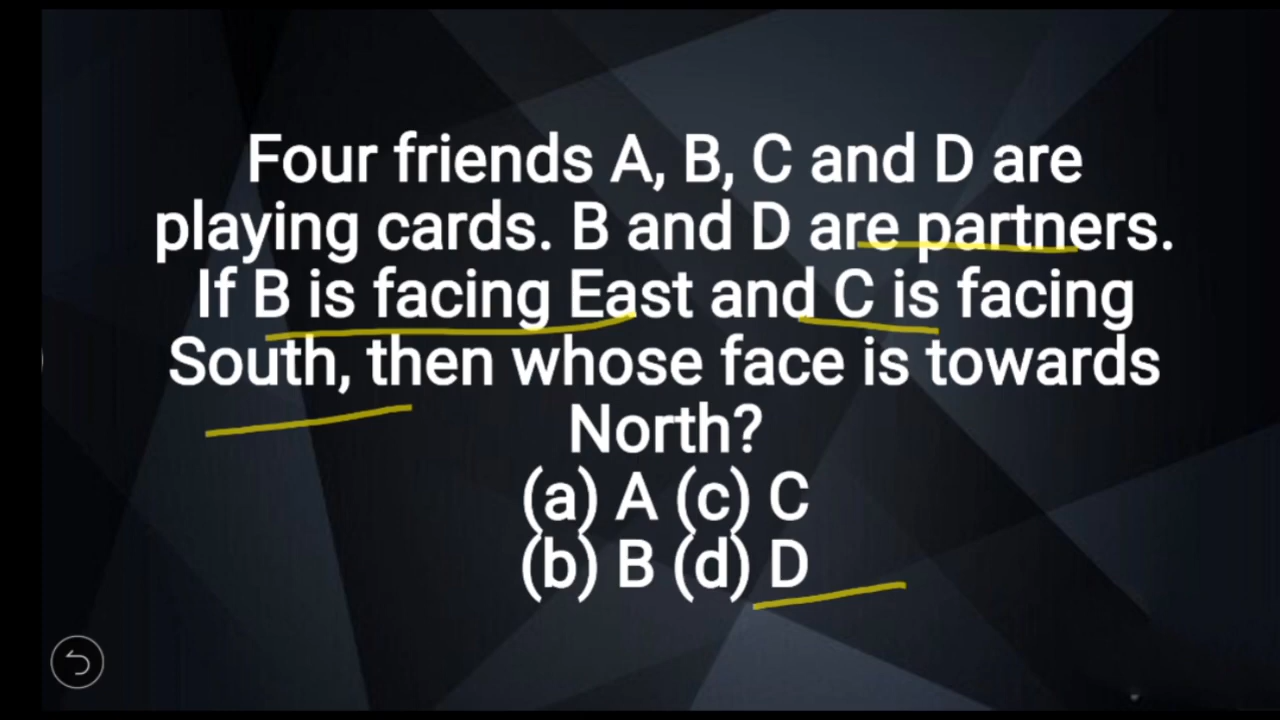 Four friends A, B, C and D are
playing cards. B and D are partners.
If B is facing East and C is facing
South, then whose face is towards
North?
(a) A (c) C
(b) B (d) D